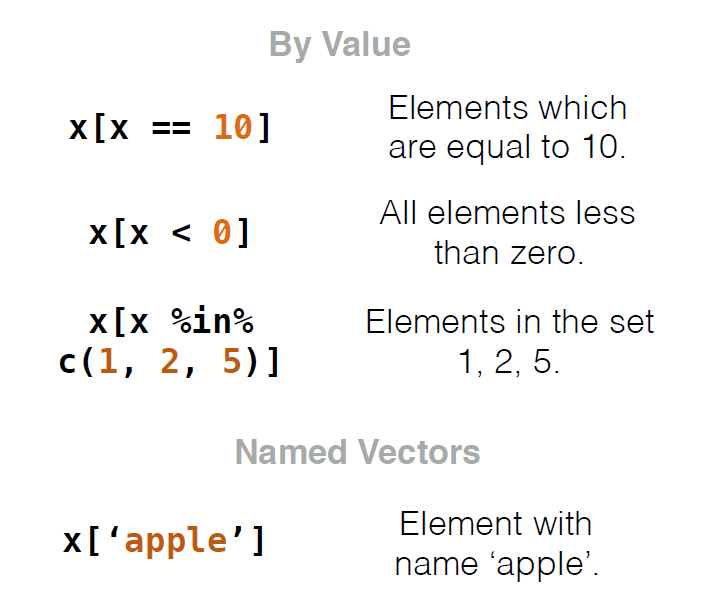 By Value
x[x == 10]
Elements which
are equal to 10.
x[x < 0]
All elements less
than zero.
x[x %in%
c(1, 2, 5)]
Elements in the set
1, 2, 5.
Named Vectors
x[‘apple’]
Element with
name ‘apple’.